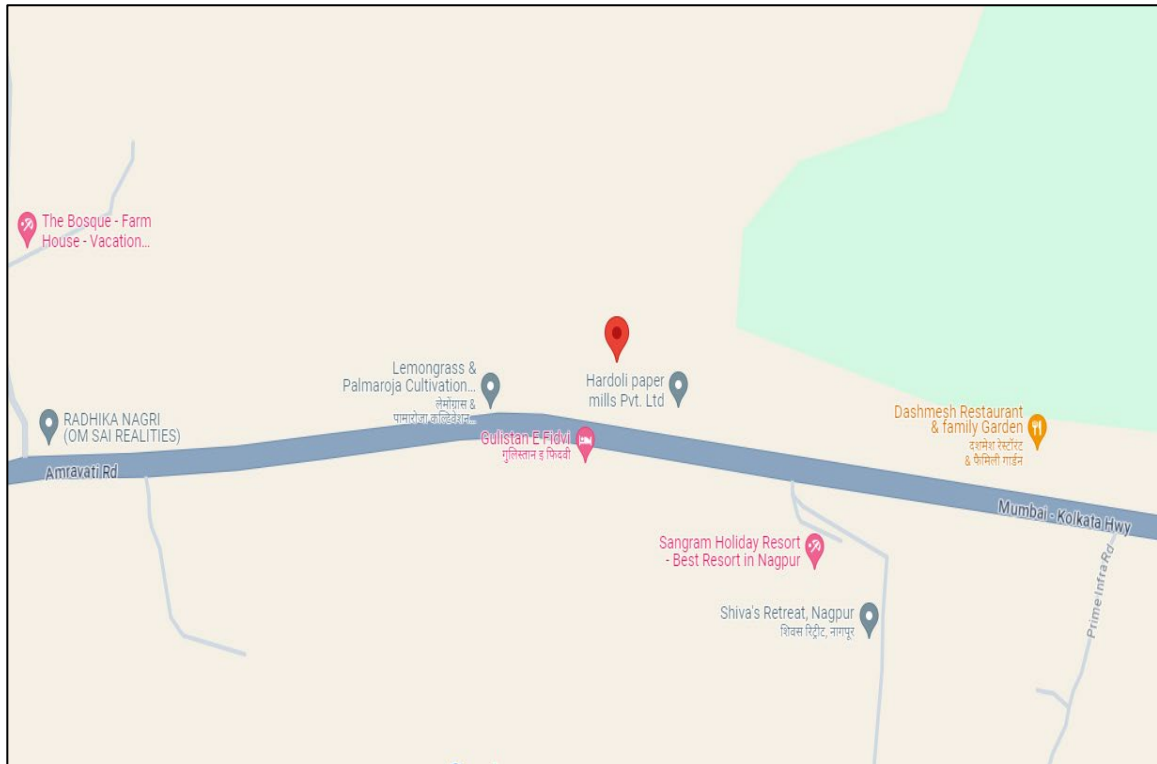 The Bosque - Farm
House - Vacation...
Lemongrass &
Palmaroja Cultivation...
लेमोंग्रास &
पामारोजा कल्टिवेशन...
Hardoli paper
mills Pvt. Ltd
RADHIKA NAGRI
(OM SAI REALITIES)
Dashmesh Restaurant
& family Garden
दशमेश रेस्टॉरंट
& फैमिली गार्डन
Gulistan E Fidvi
गुलिस्तान इ फिदवी
Amravati Rd
Mumbai - Kolkata Hwy
Sangram Holiday Resort
- Best Resort in Nagpur
Prime Infra Rd
Shiva's Retreat, Nagpur
शिवस रिट्रीट, नागपूर